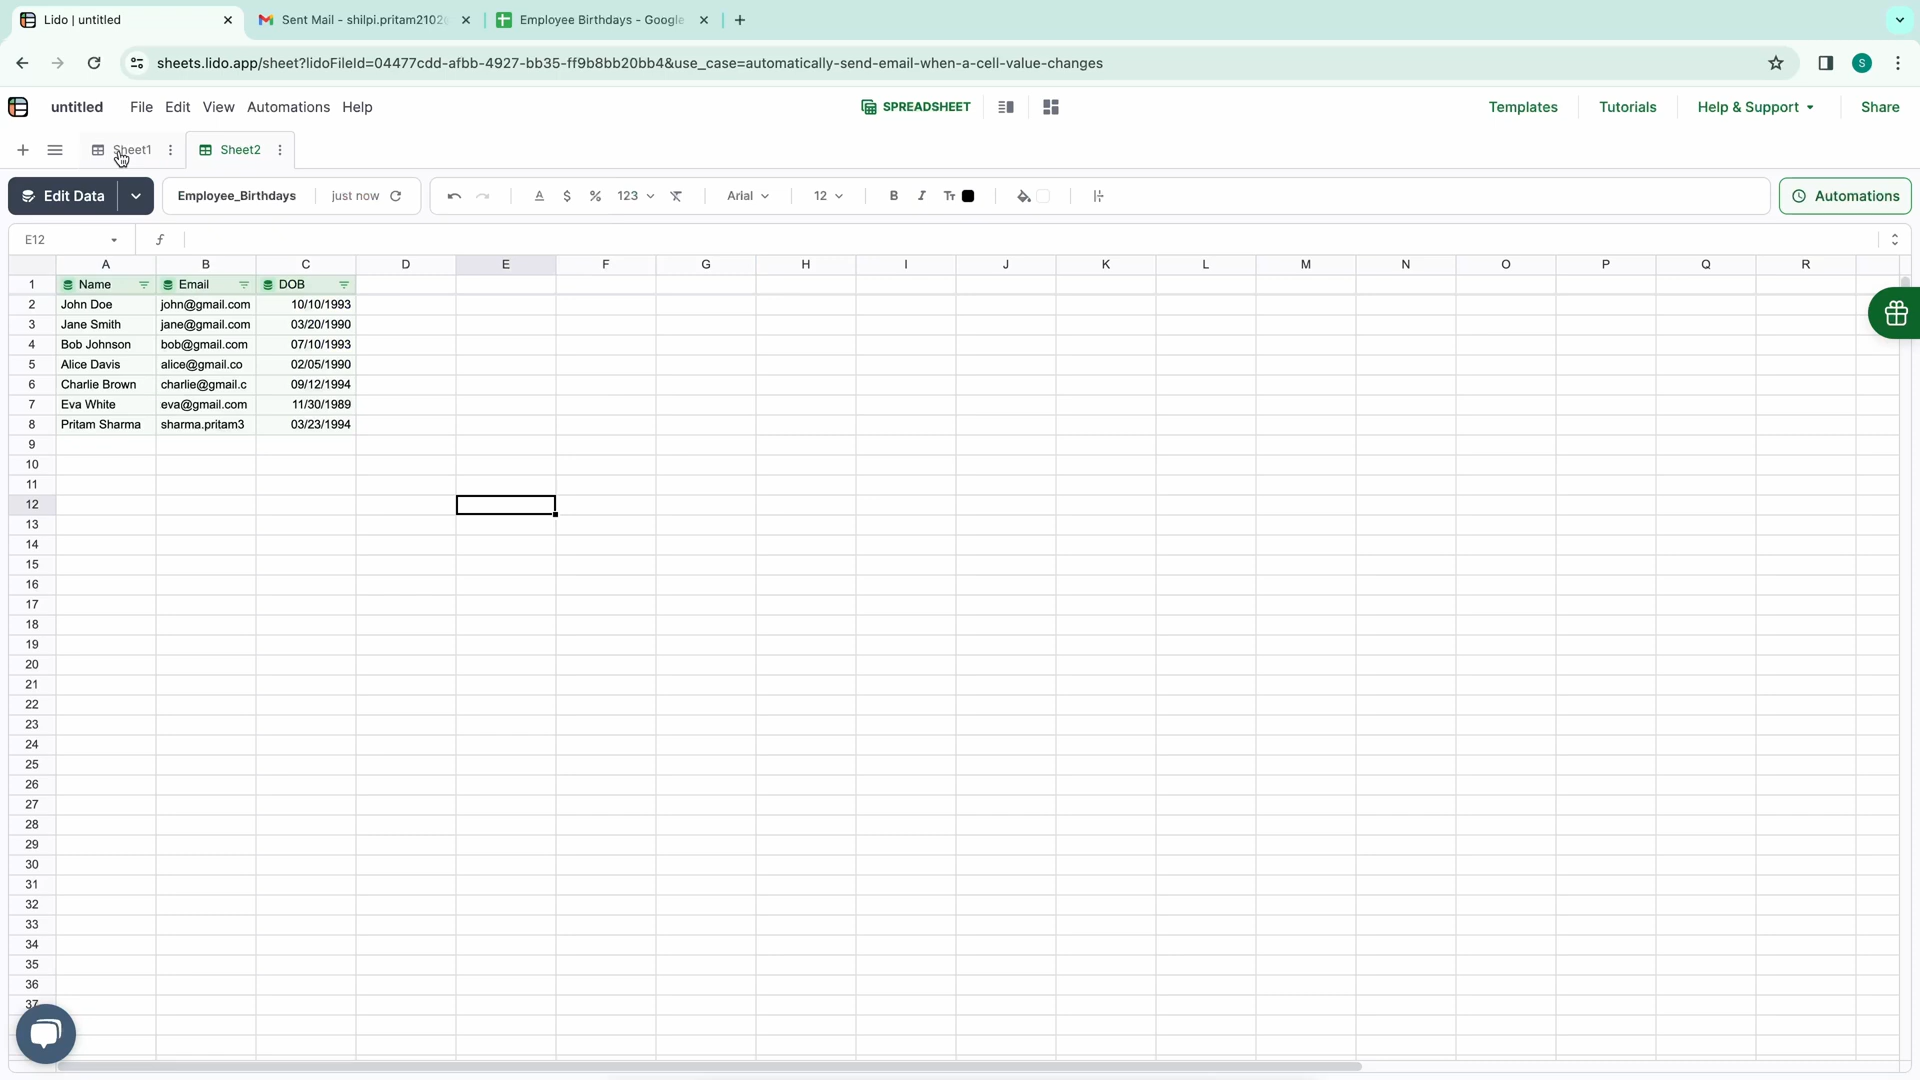 Lido | untitled
Sent Mail - shilpi.pritam2102
Employee Birthdays - Google
sheets.lido.app/sheet?lidoFileId=04477cdd-afbb-4927-bb35-ff9b8bb20bb4&use_case=automatically-send-email-when-a-cell-value-changes
S
untitled File Edit View Automations Help SPREADSHEET Templates Tutorials Help & Support Share
Sheet1 Sheet2
Edit Data Employee_Birthdays just now $ % 123 Arial 12 B I Tт Automations
E12 f
A B C D E F G H I J K L M N O P Q R
1 Name Email DOB
2 John Doe john@gmail.com 10/10/1993
3 Jane Smith jane@gmail.com 03/20/1990
4 Bob Johnson bob@gmail.com 07/10/1993
5 Alice Davis alice@gmail.co 02/05/1990
6 Charlie Brown charlie@gmail.c 09/12/1994
7 Eva White eva@gmail.com 11/30/1989
8 Pritam Sharma sharma.pritam3 03/23/1994
9
10
11
12
13
14
15
16
17
18
19
20
21
22
23
24
25
26
27
28
29
30
31
32
33
34
35
36
37